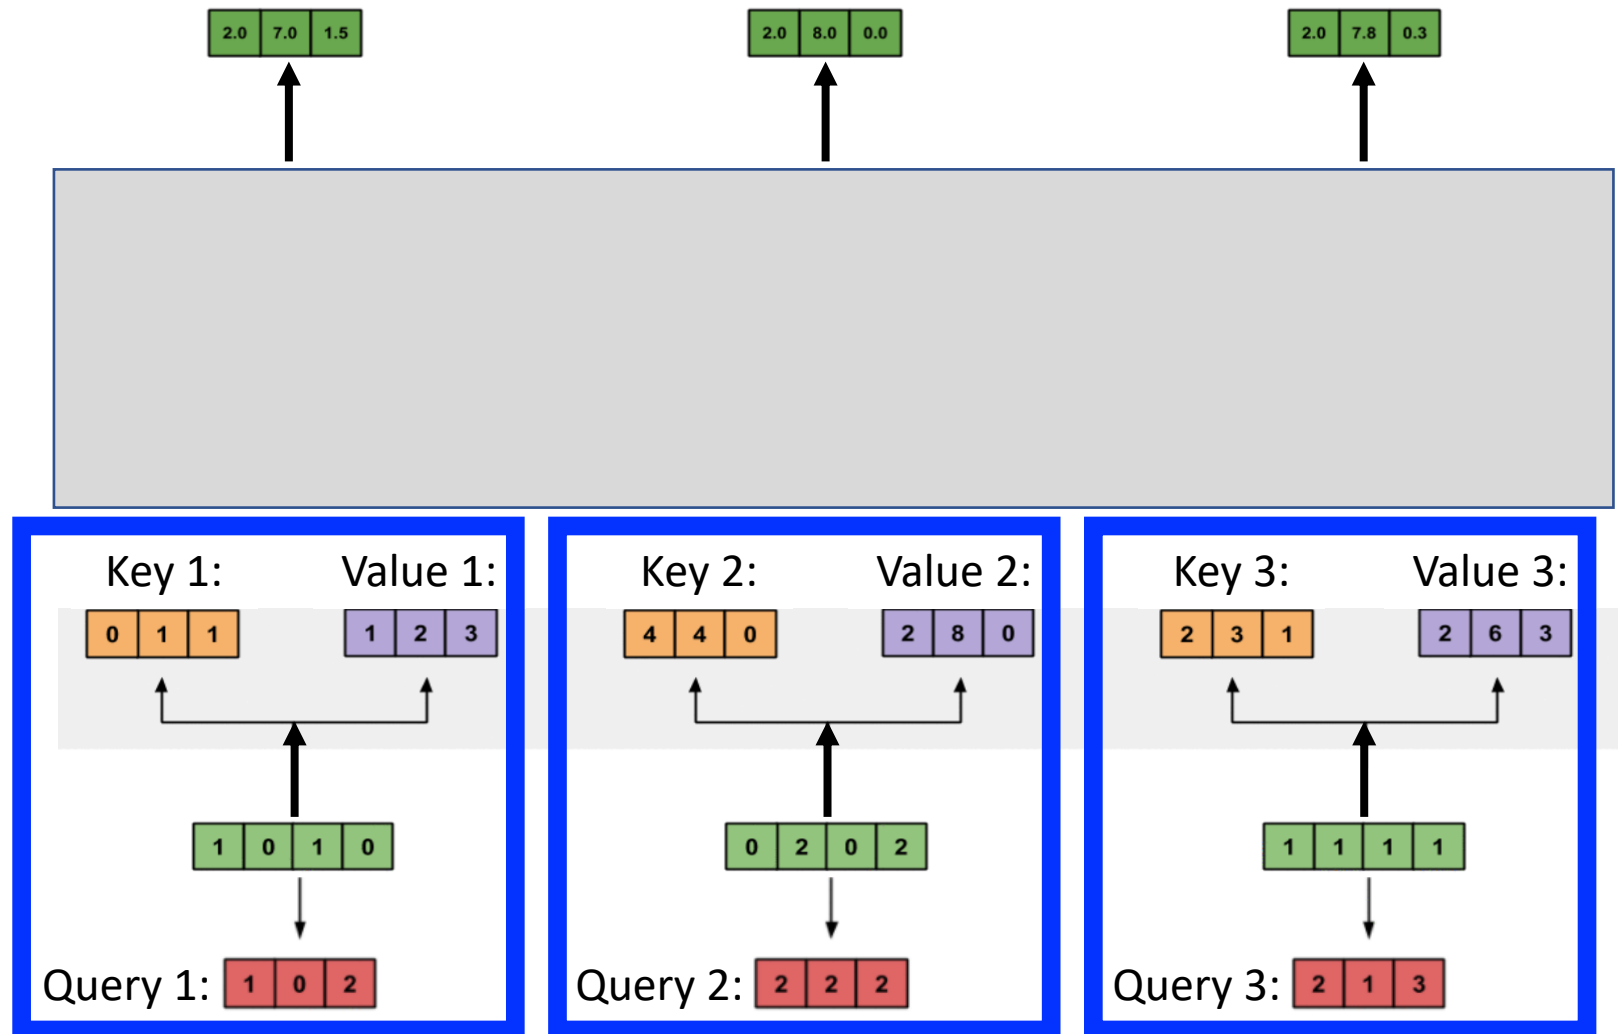 2.0 7.0 1.5 2.0 8.0 0.0 2.0 7.8 0.3
Key 1: Value 1: Key 2: Value 2: Key 3: Value 3:
0 1 1 1 2 3 4 4 0 2 8 0 2 3 1 2 6 3
1 0 1 0 0 2 0 2 1 1 1 1
Query 1: 1 0 2 Query 2: 2 2 2 Query 3: 2 1 3